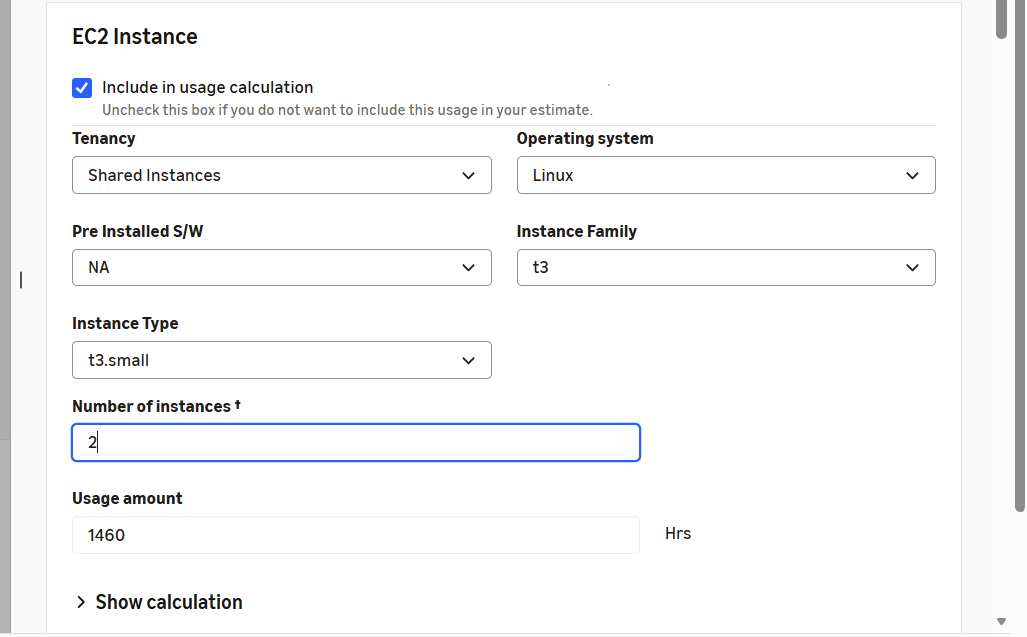 EC2 Instance
Include in usage calculation
Uncheck this box if you do not want to include this usage in your estimate.
Tenancy
Operating system
Shared Instances
Linux
Pre Installed S/W
Instance Family
NA
t3
Instance Type
t3.small
Number of instances †
2
Usage amount
1460
Hrs
Show calculation